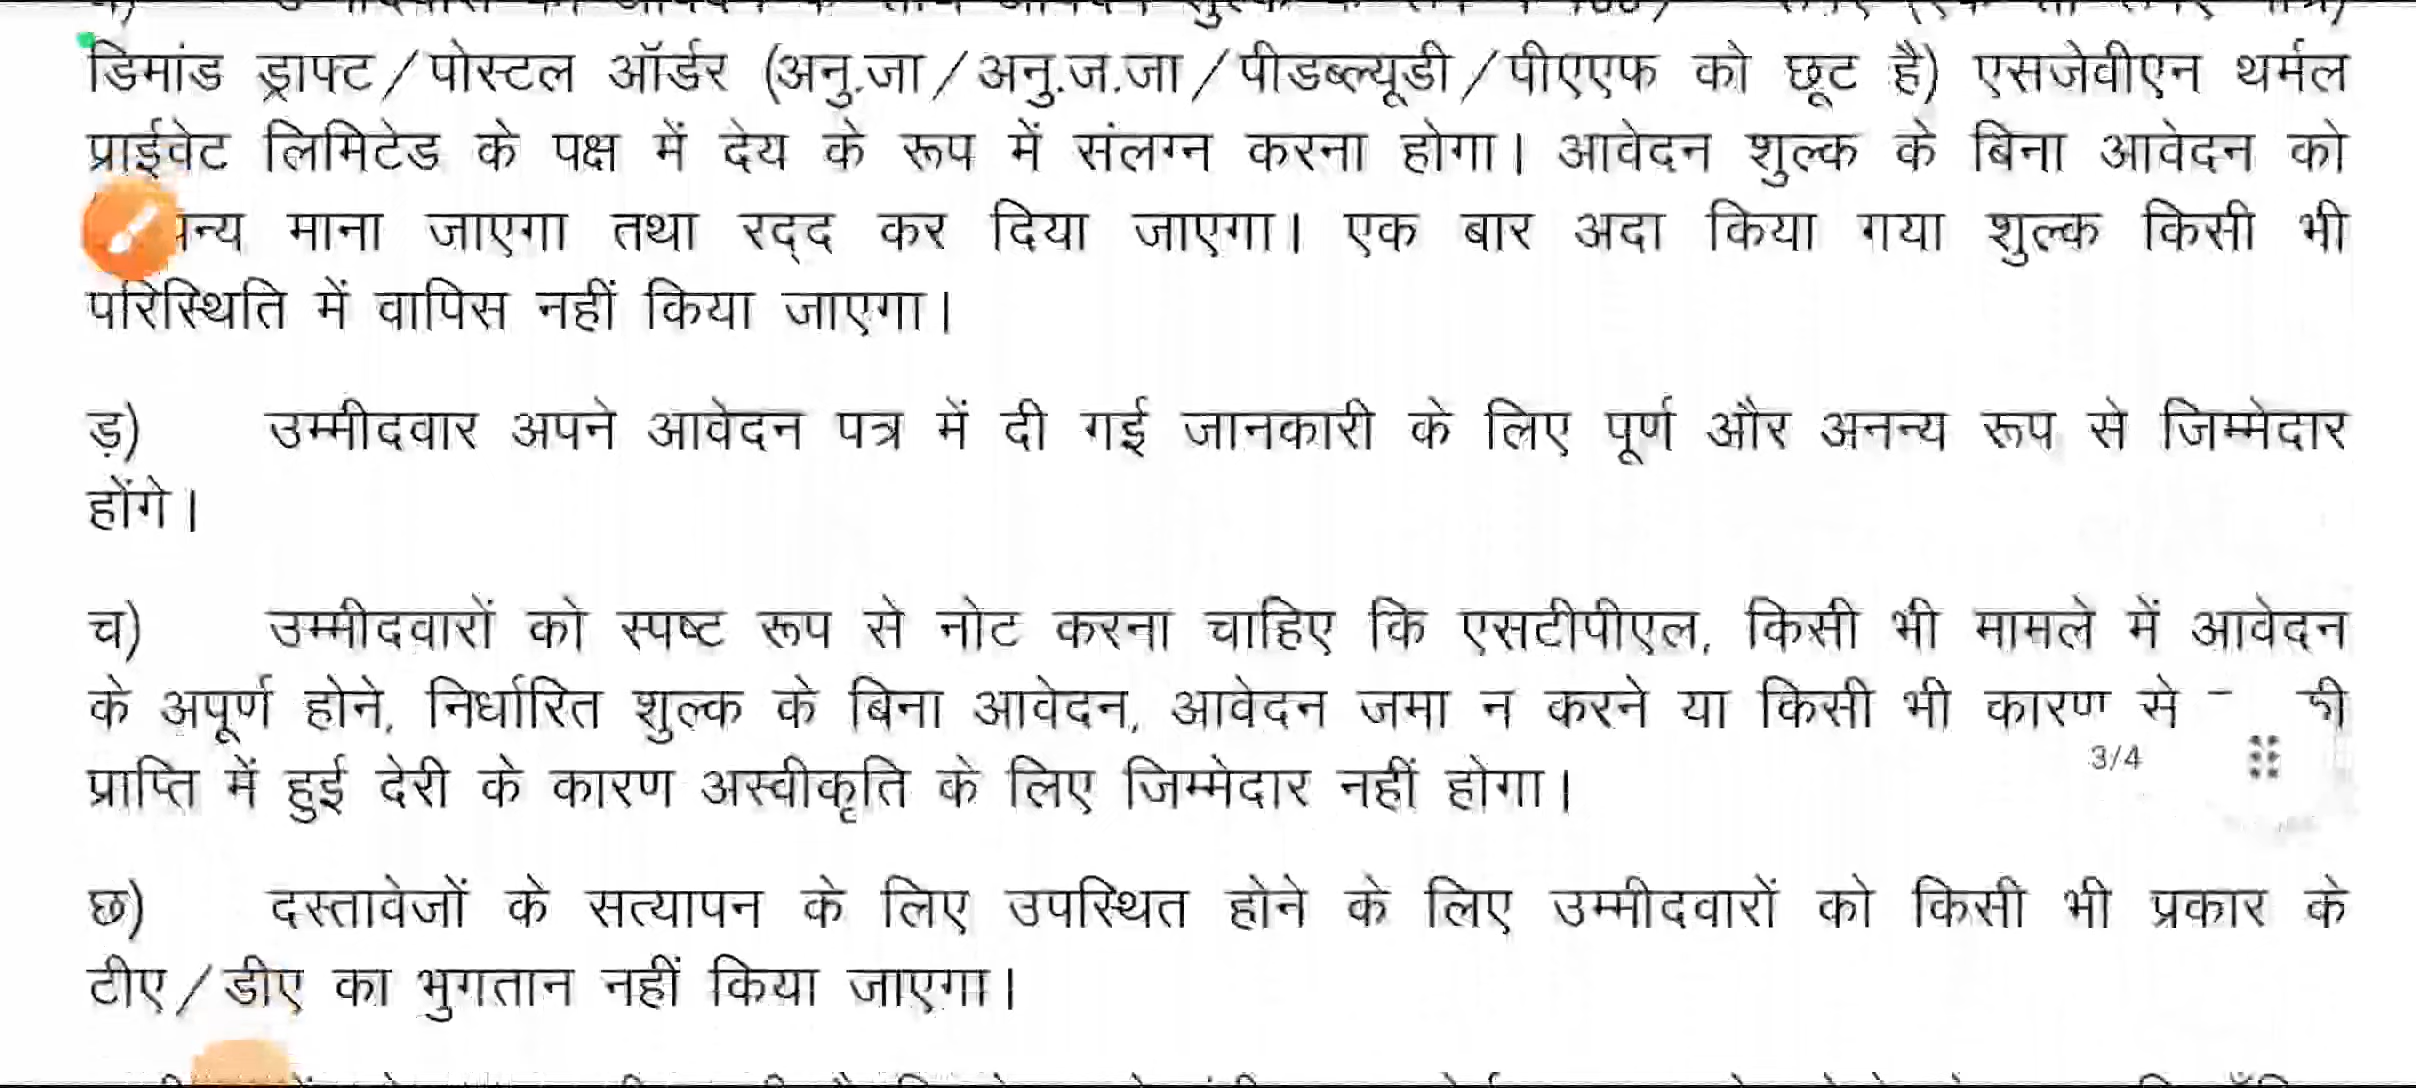 डिमांड ड्राफ्ट/पोस्टल ऑर्डर (अनु.जा/अनु.ज.जा/पीडब्ल्यूडी/पीएएफ को छूट है) एसजेवीएन थर्मल
प्राईवेट लिमिटेड के पक्ष में देय के रूप में संलग्न करना होगा। आवेदन शुल्क के बिना आवेदन को
माना जाएगा तथा रद्द कर दिया जाएगा। एक बार अदा किया गया शुल्क किसी भी
परिस्थिति में वापिस नहीं किया जाएगा।
ड़) उम्मीदवार अपने आवेदन पत्र में दी गई जानकारी के लिए पूर्ण और अनन्य रूप से जिम्मेदार
होंगे।
च) उम्मीदवारों को स्पष्ट रूप से नोट करना चाहिए कि एसटीपीएल, किसी भी मामले में आवेदन
के अपूर्ण होने, निर्धारित शुल्क के बिना आवेदन, आवेदन जमा न करने या किसी भी कारण से
3/4
प्राप्ति में हुई देरी के कारण अस्वीकृति के लिए जिम्मेदार नहीं होगा।
छ) दस्तावेजों के सत्यापन के लिए उपस्थित होने के लिए उम्मीदवारों को किसी भी प्रकार के
टीए/डीए का भुगतान नहीं किया जाएगा।